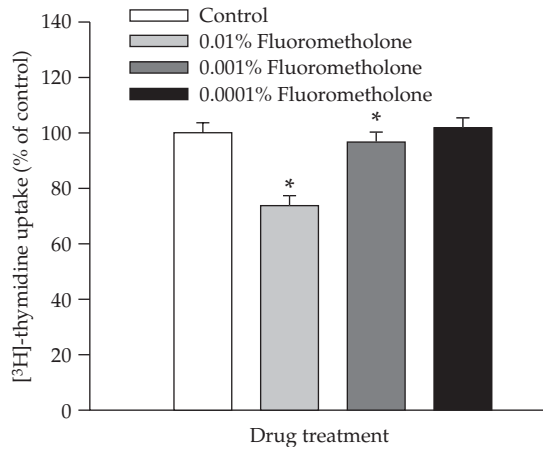 Control
0.01% Fluorometholone
0.001% Fluorometholone
0.0001% Fluorometholone
[³H]-thymidine uptake (% of control)
140
120
100
80
60
40
20
0
*
*
Drug treatment